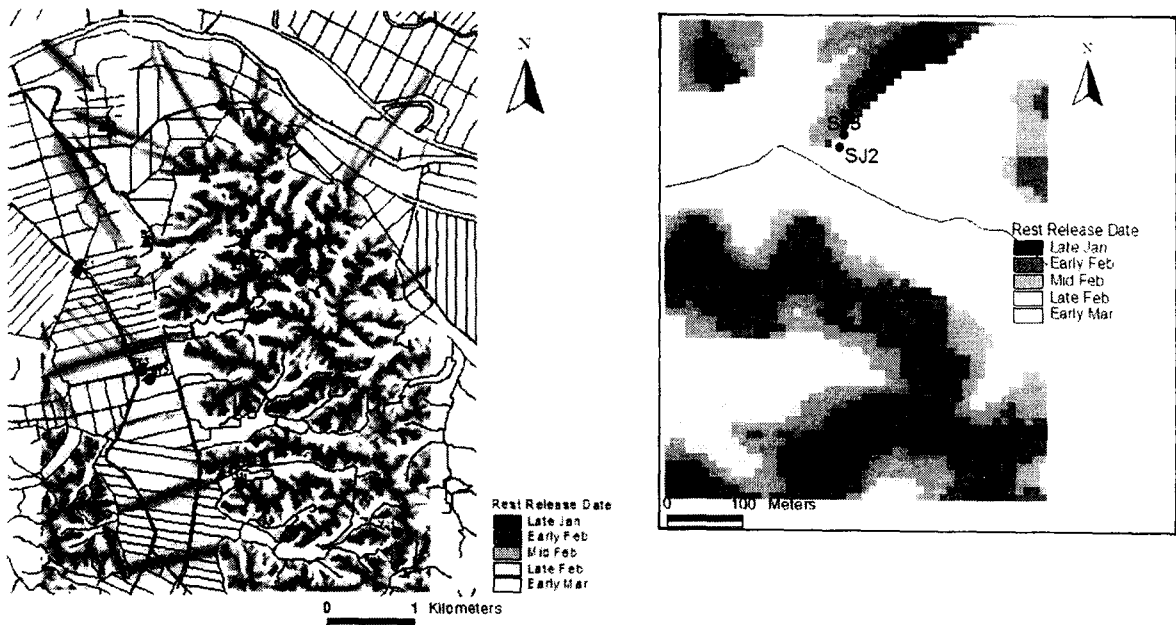 N
Rest Release Date
Late Jan
Early Feb
Mid Feb
Late Feb
Early Mar
0 1 Kilometers
N
SJ2
Rest Release Date
Late Jan
Early Feb
Mid Feb
Late Feb
Early Mar
0 100 Meters